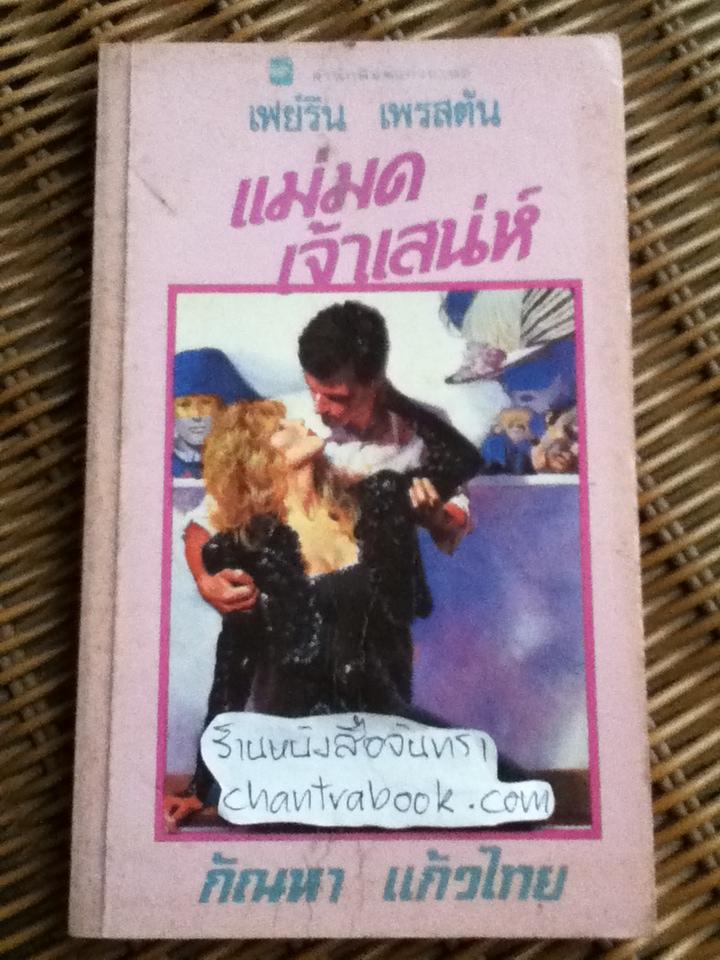 เฟย์ริน เพรสตัน
แม่มด
เจ้าเสน่ห์
ร้านหนังสือจันทรา
chantrabook.com
กัณหา แก้วไทย